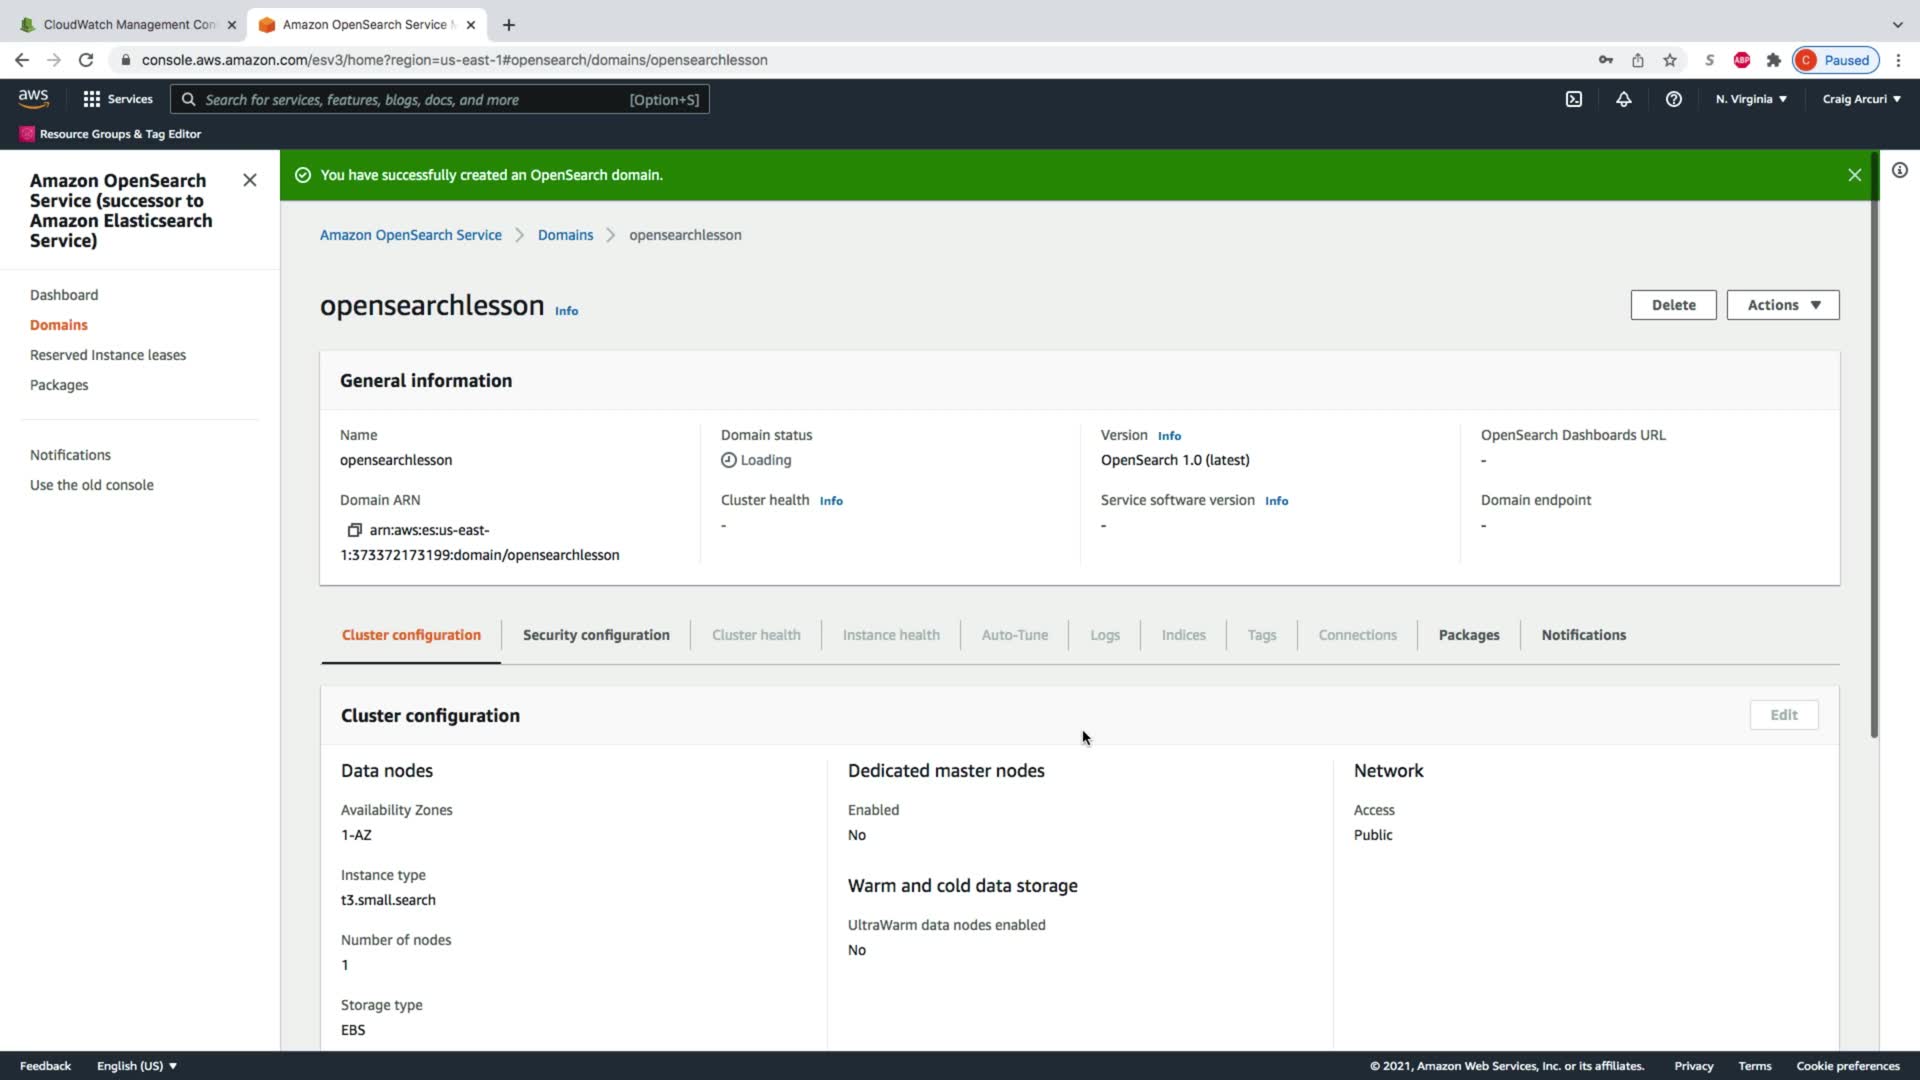 CloudWatch Management Con
Amazon OpenSearch Service M
console.aws.amazon.com/esv3/home?region=us-east-1#opensearch/domains/opensearchlesson
S
ABP
C Paused
aws
Services
Search for services, features, blogs, docs, and more [Option+S]
N. Virginia ▼
Craig Arcuri ▼
Resource Groups & Tag Editor
Amazon OpenSearch
Service (successor to
Amazon Elasticsearch
Service)
Dashboard
Domains
Reserved Instance leases
Packages
Notifications
Use the old console
You have successfully created an OpenSearch domain.
Amazon OpenSearch Service > Domains > opensearchlesson
opensearchlesson Info
Delete
Actions ▼
General information
Name
opensearchlesson
Domain ARN
arn:aws:es:us-east-
1:373372173199:domain/opensearchlesson
Domain status
Loading
Cluster health Info
-
Version Info
OpenSearch 1.0 (latest)
Service software version Info
-
OpenSearch Dashboards URL
-
Domain endpoint
-
Cluster configuration
Security configuration
Cluster health
Instance health
Auto-Tune
Logs
Indices
Tags
Connections
Packages
Notifications
Cluster configuration
Edit
Data nodes
Availability Zones
1-AZ
Instance type
t3.small.search
Number of nodes
1
Storage type
EBS
Dedicated master nodes
Enabled
No
Warm and cold data storage
UltraWarm data nodes enabled
No
Network
Access
Public
Feedback
English (US) ▼
© 2021, Amazon Web Services, Inc. or its affiliates.
Privacy
Terms
Cookie preferences